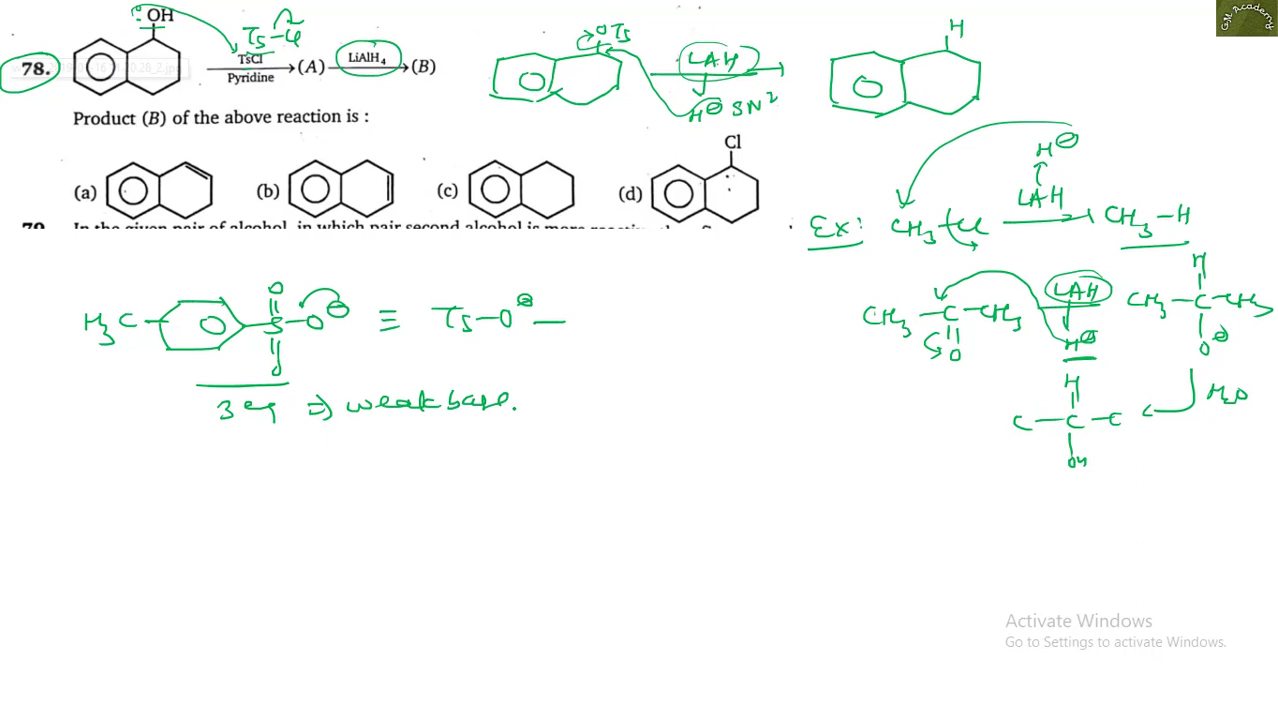 GM Academy
78.
OH
Ts-Cl
TsCl
Pyridine
(A)
LiAlH4
(B)
OTs
LAH
H⊖ SN2
H
Product (B) of the above reaction is :
(a)
(b)
(c)
(d)
Cl
H⊖
LAH
Ex: CH3-Cl
CH3-H
H3C
O
S-O⊖ ≡ Ts-O⊖
O
3 eq ⇒ weak base.
CH3-C-CH3
O
LAH
H⊖
H
CH3-C-CH3
O⊖
H2O
H
C-C-C
OH
Activate Windows
Go to Settings to activate Windows.